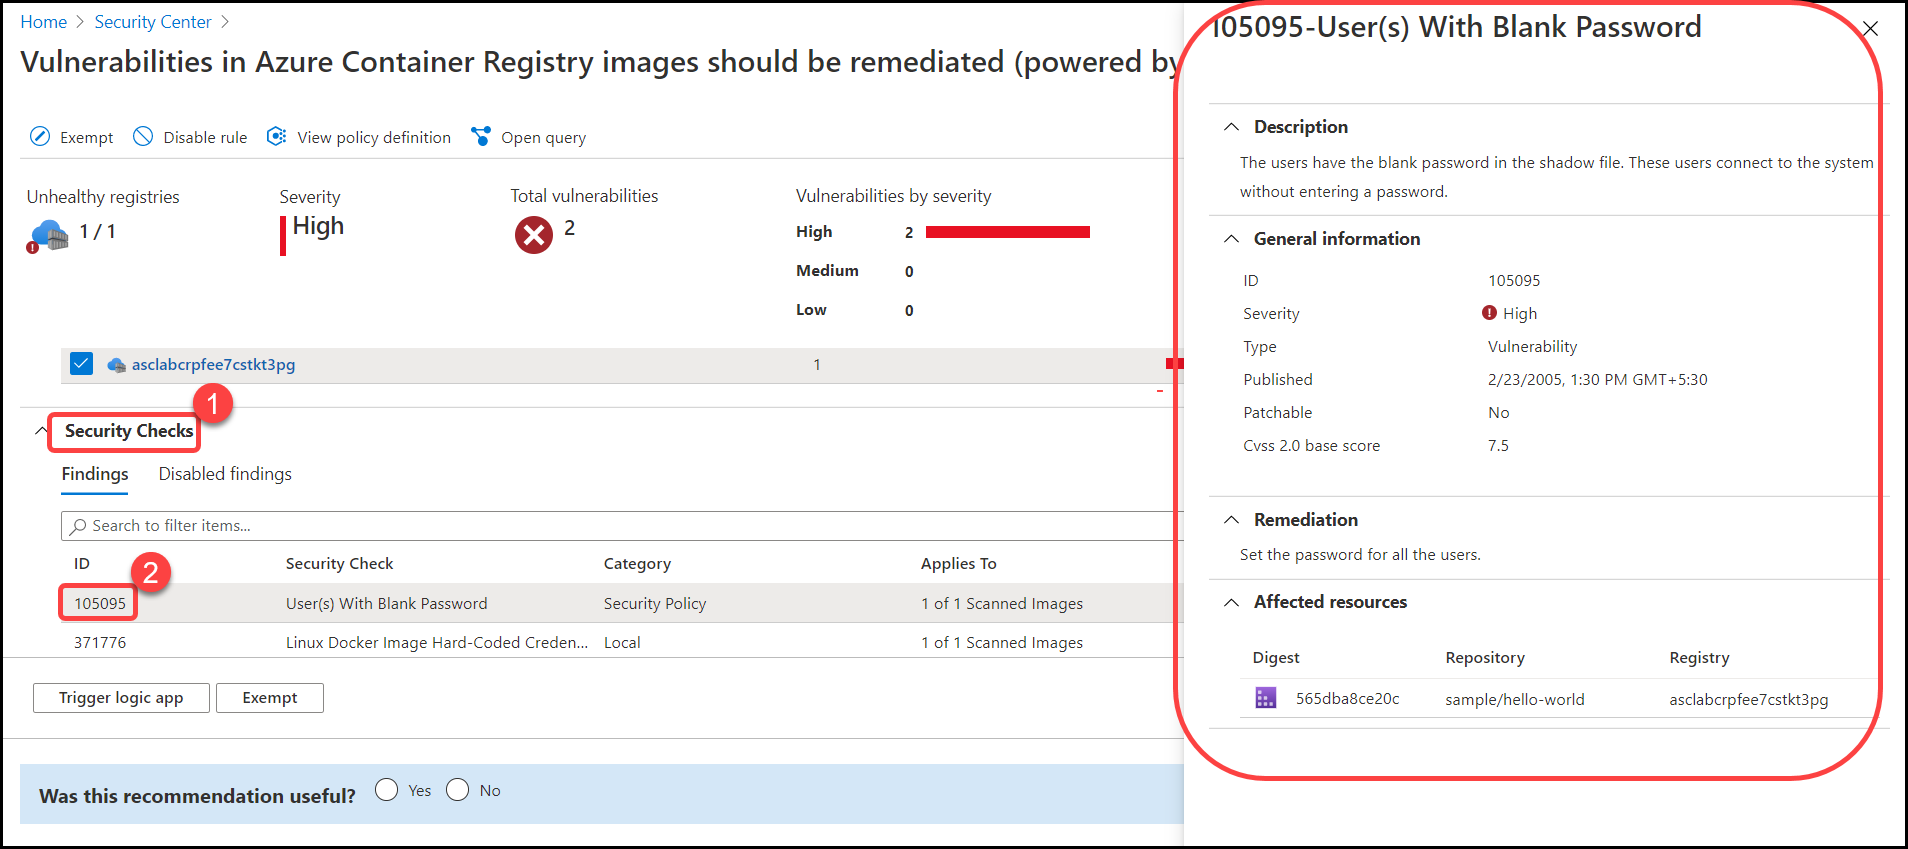 Home > Security Center >
Vulnerabilities in Azure Container Registry images should be remediated (powered by
Exempt Disable rule View policy definition Open query
Unhealthy registries
1 / 1
Severity
High
Total vulnerabilities
2
Vulnerabilities by severity
High 2
Medium 0
Low 0
asclabcrpfee7cstkt3pg 1
1
Security Checks
Findings Disabled findings
Search to filter items...
ID Security Check Category Applies To
2
105095 User(s) With Blank Password Security Policy 1 of 1 Scanned Images
371776 Linux Docker Image Hard-Coded Creden... Local 1 of 1 Scanned Images
Trigger logic app Exempt
Was this recommendation useful? Yes No
105095-User(s) With Blank Password
Description
The users have the blank password in the shadow file. These users connect to the system
without entering a password.
General information
ID 105095
Severity High
Type Vulnerability
Published 2/23/2005, 1:30 PM GMT+5:30
Patchable No
Cvss 2.0 base score 7.5
Remediation
Set the password for all the users.
Affected resources
Digest Repository Registry
565dba8ce20c sample/hello-world asclabcrpfee7cstkt3pg